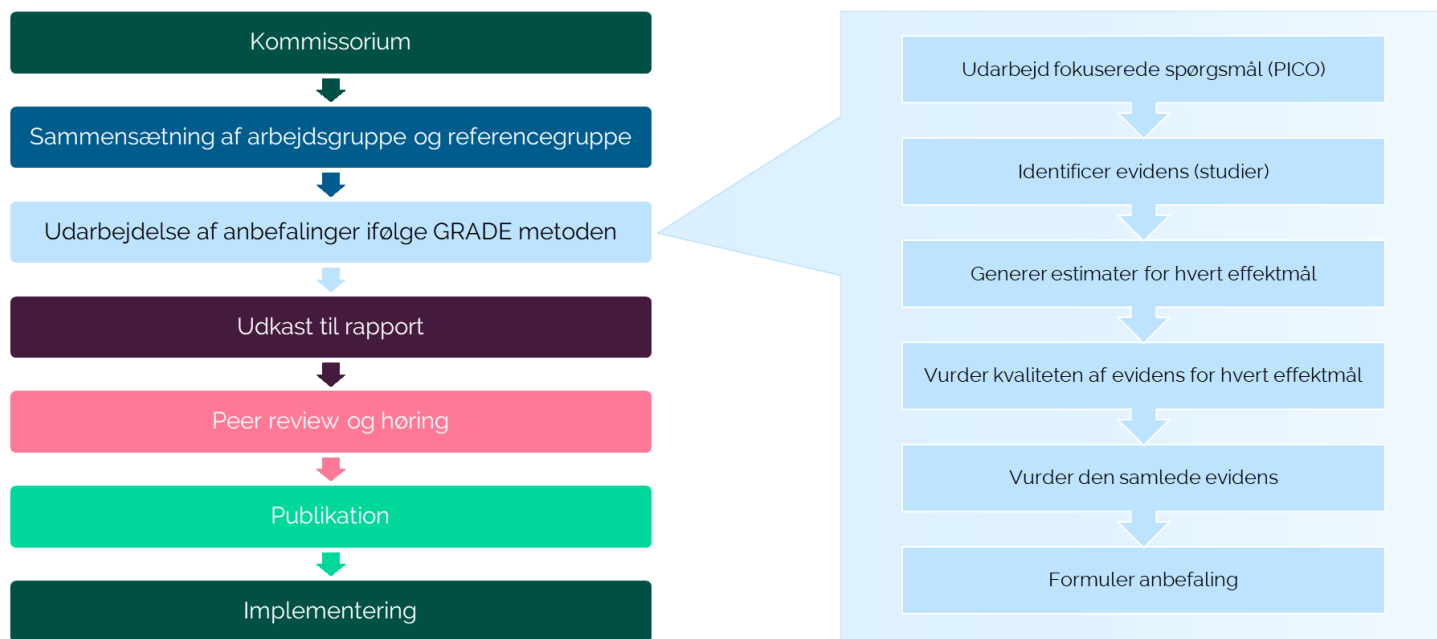 Kommissorium
Sammensætning af arbejdsgruppe og referencegruppe
Udarbejdelse af anbefalinger ifølge GRADE metoden
Udkast til rapport
Peer review og høring
Publikation
Implementering
Udarbejd fokuserede spørgsmål (PICO)
Identificer evidens (studier)
Generer estimater for hvert effektmål
Vurder kvaliteten af evidens for hvert effektmål
Vurder den samlede evidens
Formuler anbefaling